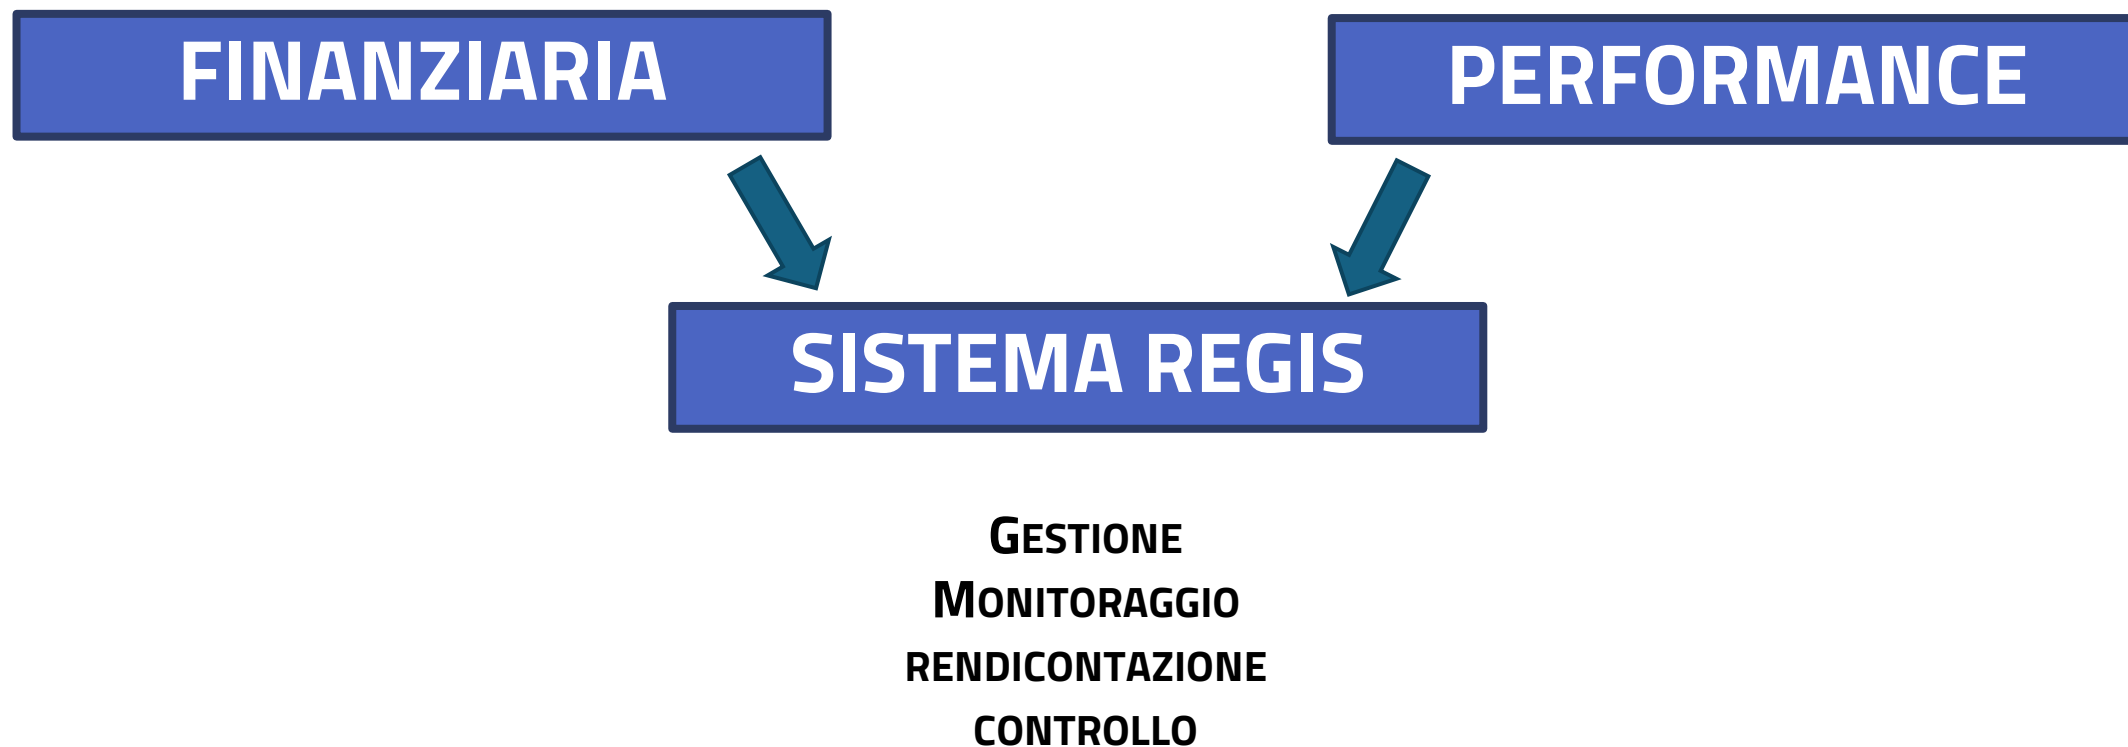 FINANZIARIA
PERFORMANCE
SISTEMA REGIS
GESTIONE
MONITORAGGIO
RENDICONTAZIONE
CONTROLLO